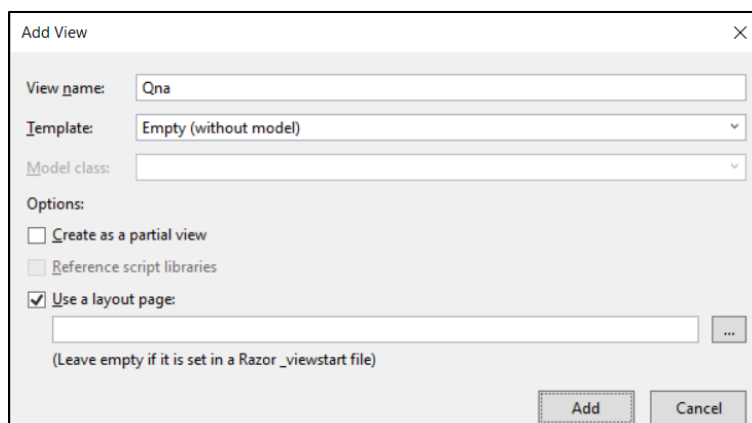 Add View
View name: Qna
Template: Empty (without model)
Model class:
Options:
Create as a partial view
Reference script libraries
Use a layout page:
...
(Leave empty if it is set in a Razor _viewstart file)
Add Cancel